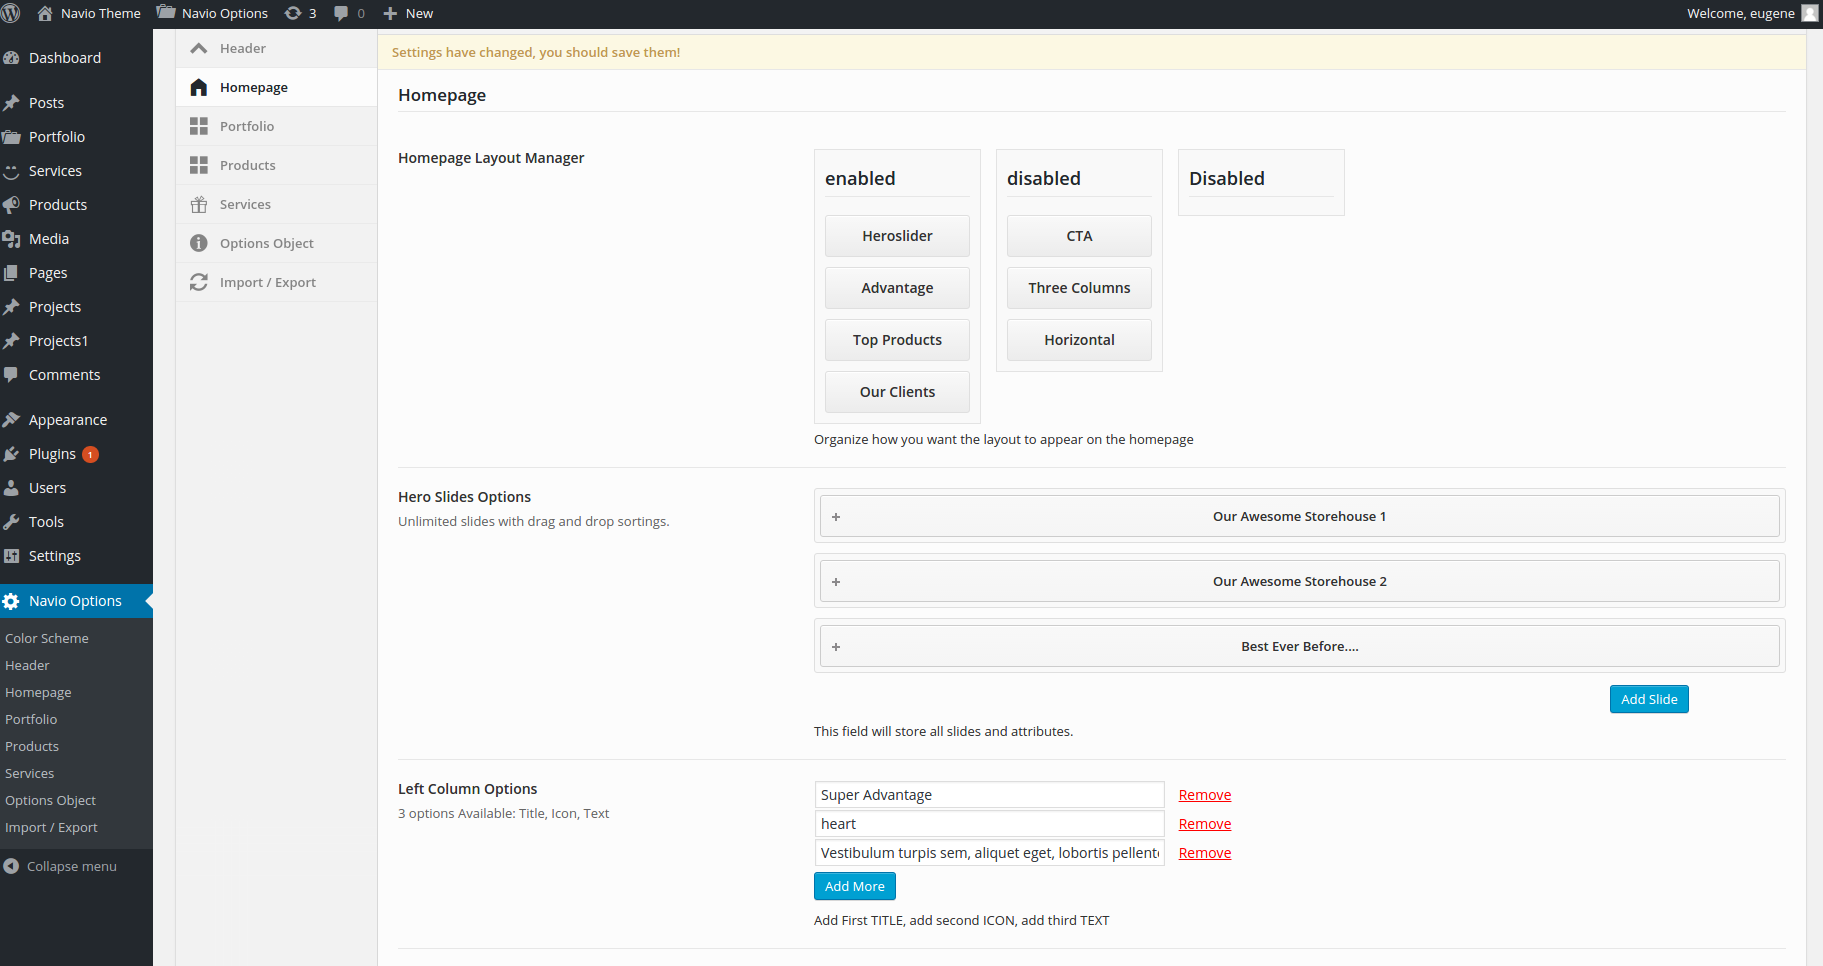 Navio Theme Navio Options 3 0 New Welcome, eugene
Dashboard
Posts
Portfolio
Services
Products
Media
Pages
Projects
Projects1
Comments
Appearance
Plugins 1
Users
Tools
Settings
Navio Options
Color Scheme
Header
Homepage
Portfolio
Products
Services
Options Object
Import / Export
Collapse menu
Header
Homepage
Portfolio
Products
Services
Options Object
Import / Export
Settings have changed, you should save them!
Homepage
Homepage Layout Manager
enabled
Heroslider
Advantage
Top Products
Our Clients
disabled
CTA
Three Columns
Horizontal
Disabled
Organize how you want the layout to appear on the homepage
Hero Slides Options
Unlimited slides with drag and drop sortings.
Our Awesome Storehouse 1
Our Awesome Storehouse 2
Best Ever Before....
Add Slide
This field will store all slides and attributes.
Left Column Options
3 options Available: Title, Icon, Text
Super Advantage Remove
heart Remove
Vestibulum turpis sem, aliquet eget, lobortis pellent Remove
Add More
Add First TITLE, add second ICON, add third TEXT